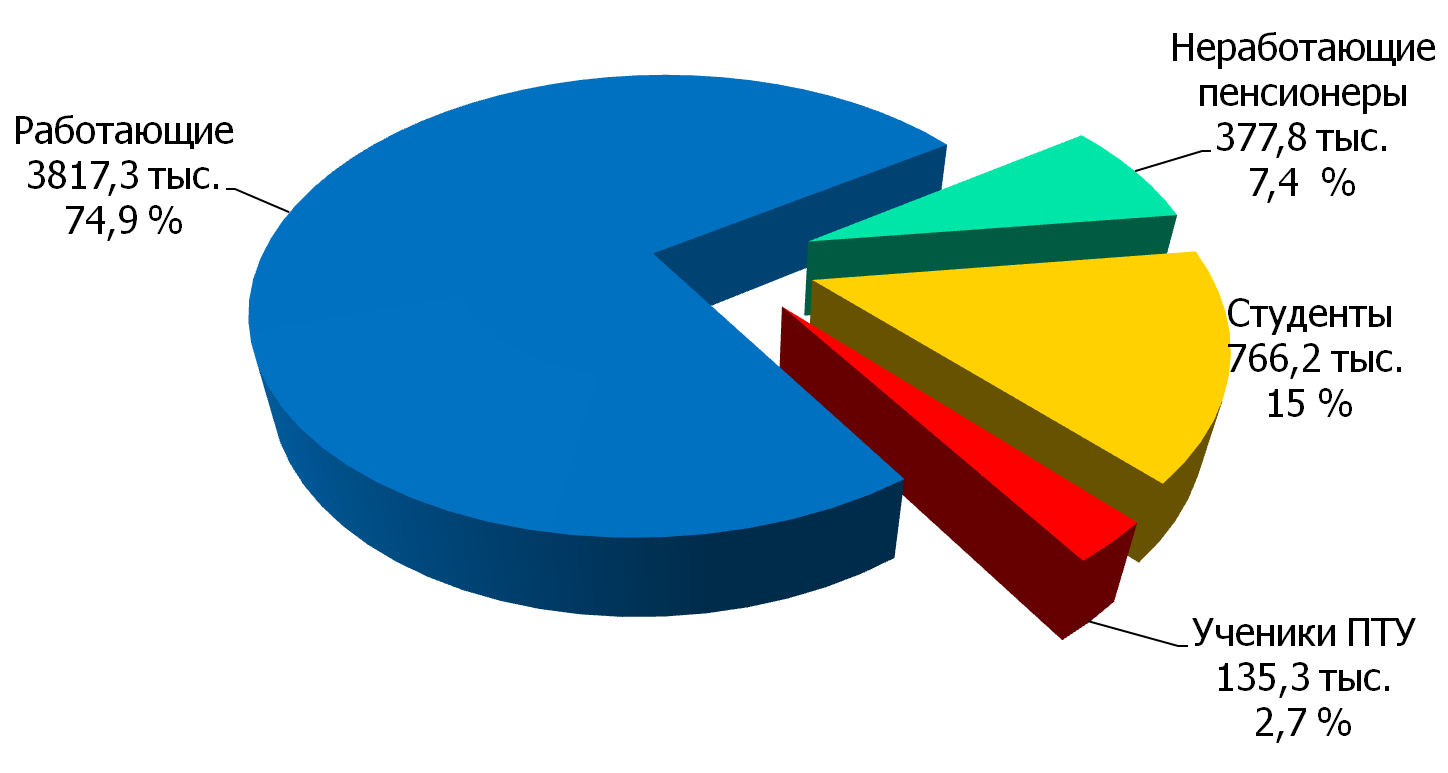 Работающие
3817,3 тыс.
74,9 %
Неработающие
пенсионеры
377,8 тыс.
7,4 %
Студенты
766,2 тыс.
15 %
Ученики ПТУ
135,3 тыс.
2,7 %